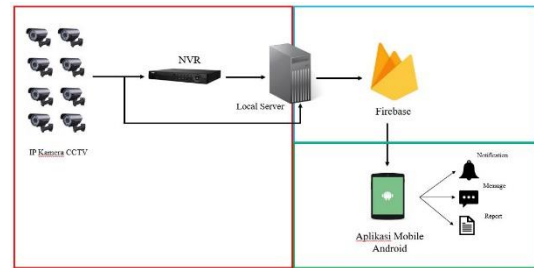 NVR
Local Server
IP Kamera CCTV
Firebase
Notification
Message
Report
Aplikasi Mobile
Android